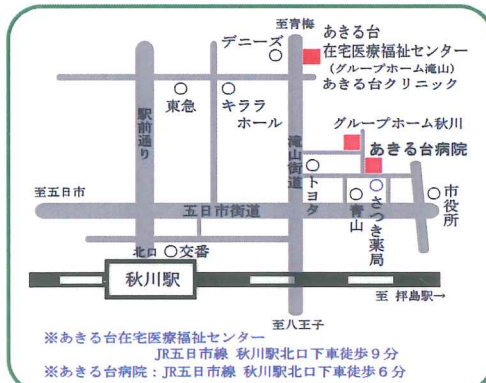 至青梅
デニーズ
あきる台
在宅医療福祉センター
（グループホーム滝山）
あきる台クリニック
東急
キララ
ホール
駅前通り
滝山街道
グループホーム秋川
あきる台病院
トヨタ
至五日市
五日市街道
青山
さつき薬局
市役所
北口
交番
秋川駅
至 拝島駅→
至八王子
※あきる台在宅医療福祉センター
JR五日市線 秋川駅北口下車徒歩９分
※あきる台病院：JR五日市線 秋川駅北口下車徒歩６分